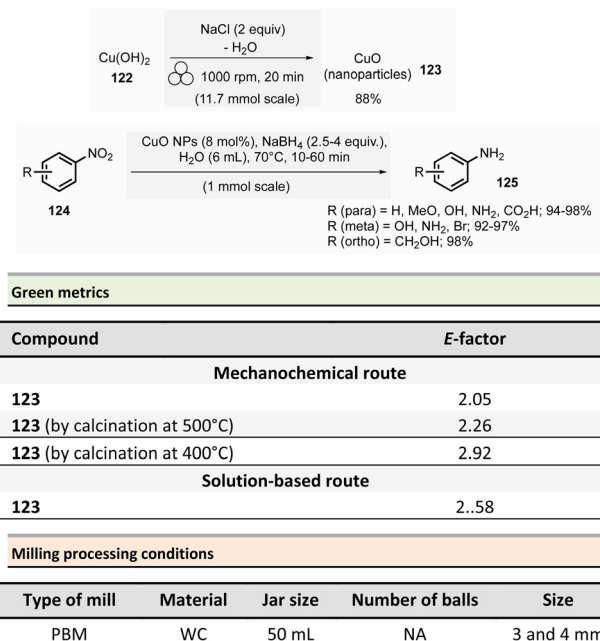 NaCl (2 equiv)
- H₂O
Cu(OH)₂
122
1000 rpm, 20 min
(11.7 mmol scale)
CuO
(nanoparticles) 123
88%
CuO NPs (8 mol%), NaBH₄ (2.5-4 equiv.),
H₂O (6 mL), 70°C, 10-60 min
(1 mmol scale)
R
NO₂
124
R
NH₂
125
R (para) = H, MeO, OH, NH₂, CO₂H; 94-98%
R (meta) = OH, NH₂, Br; 92-97%
R (ortho) = CH₂OH; 98%
Green metrics
Compound E-factor
Mechanochemical route
123 2.05
123 (by calcination at 500°C) 2.26
123 (by calcination at 400°C) 2.92
Solution-based route
123 2..58
Milling processing conditions
Type of mill Material Jar size Number of balls Size
PBM WC 50 mL NA 3 and 4 mm